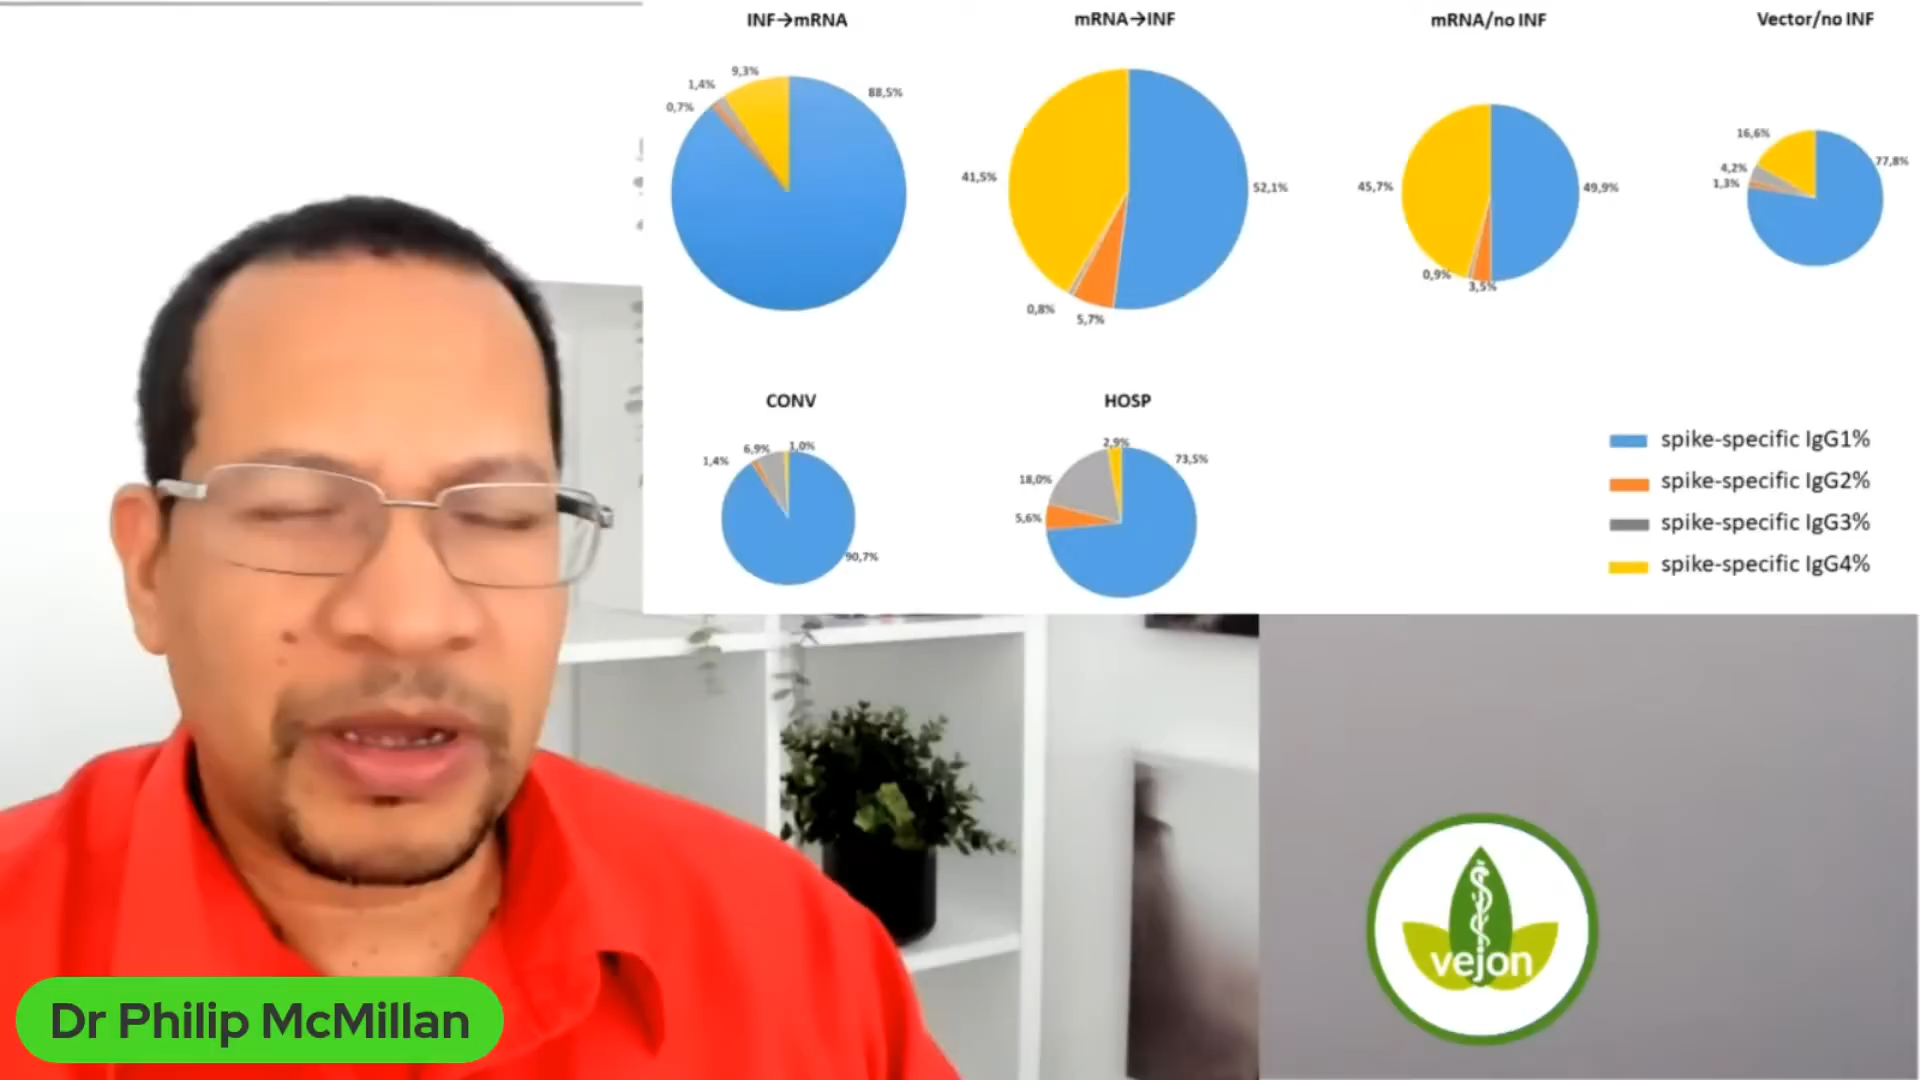 INF→mRNA
mRNA→INF
mRNA/no INF
Vector/no INF
0,7%
1,4%
9,3%
88,5%
41,5%
52,1%
0,8%
5,7%
45,7%
49,9%
0,9%
3,5%
16,6%
4,2%
1,3%
77,8%
CONV
HOSP
1,4%
6,9%
1,0%
90,7%
2,9%
18,0%
5,6%
73,5%
spike-specific IgG1%
spike-specific IgG2%
spike-specific IgG3%
spike-specific IgG4%
vejon
Dr Philip McMillan